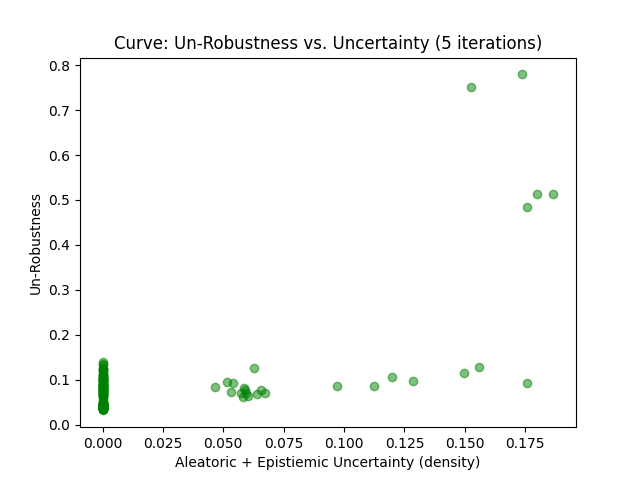 Curve: Un-Robustness vs. Uncertainty (5 iterations)
0.8
0.7
0.6
0.5
0.4
0.3
0.2
0.1
0.0
Un-Robustness
0.000 0.025 0.050 0.075 0.100 0.125 0.150 0.175
Aleatoric + Epistiemic Uncertainty (density)